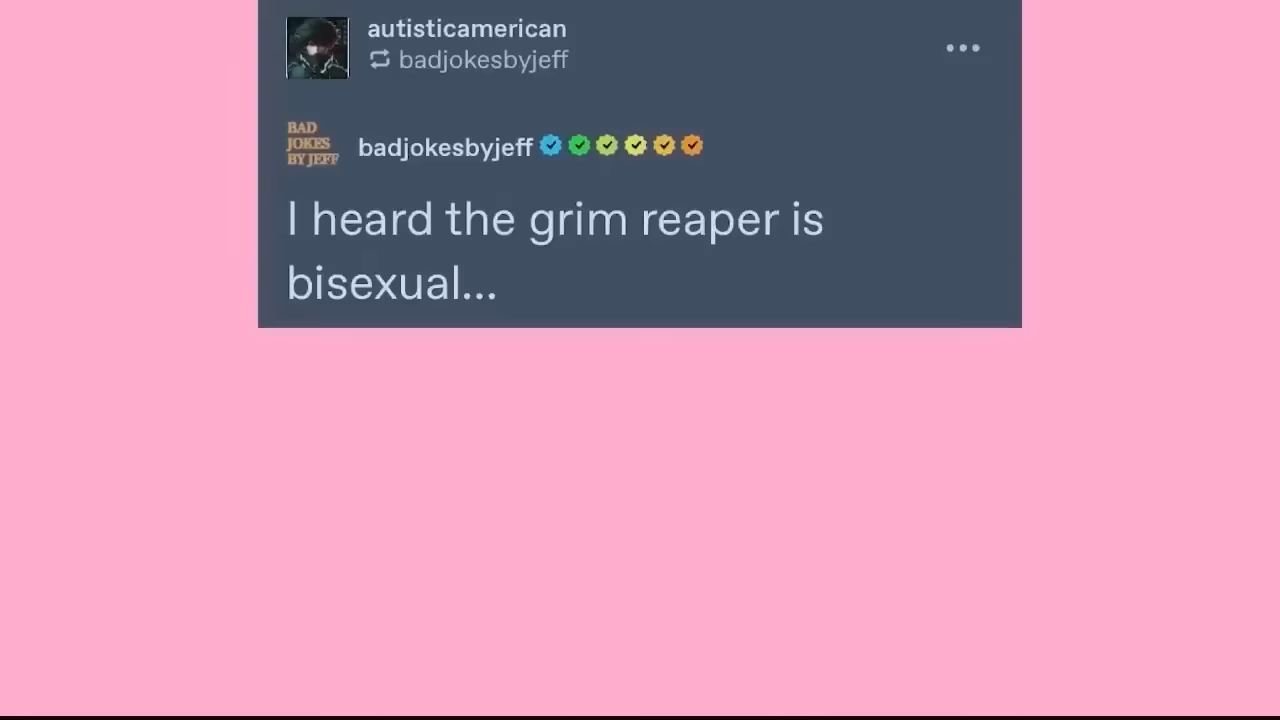 autisticamerican
badjokesbyjeff
BAD
JOKES
BY JEFF
badjokesbyjeff
I heard the grim reaper is
bisexual...